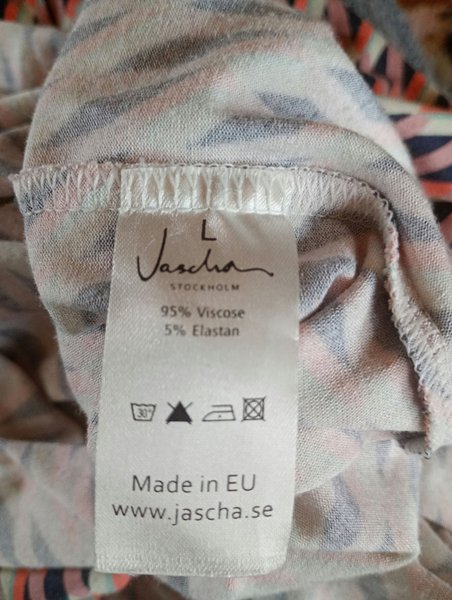 L
Jascha
STOCKHOLM
95% Viscose
5% Elastan
30°
Made in EU
www.jascha.se